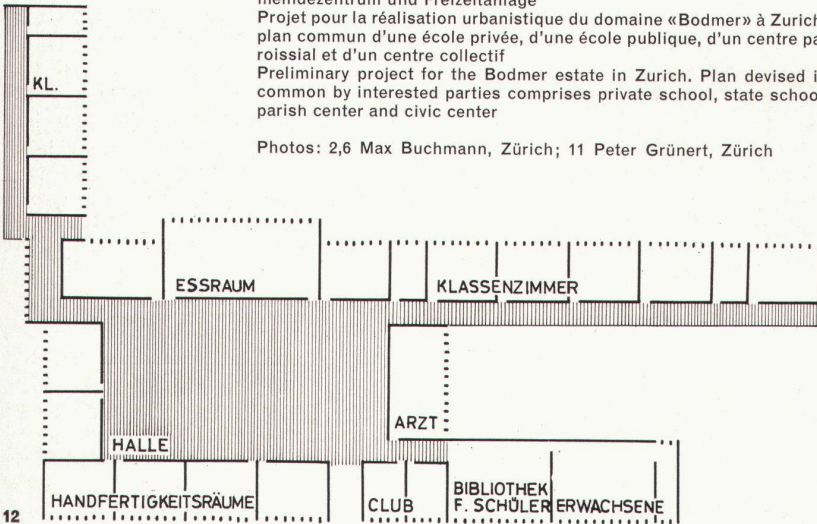 meindezentrum und Freizeitanlage
Projet pour la réalisation urbanistique du domaine «Bodmer» à Zurich
plan commun d'une école privée, d'une école publique, d'un centre pa
roissial et d'un centre collectif
Preliminary project for the Bodmer estate in Zurich. Plan devised i
common by interested parties comprises private school, state schoo
parish center and civic center
Photos: 2,6 Max Buchmann, Zürich; 11 Peter Grünert, Zürich
KL.
ESSRAUM
KLASSENZIMMER
ARZT
HALLE
HANDFERTIGKEITSRÄUME
CLUB
BIBLIOTHEK
F. SCHÜLER
ERWACHSENE
12